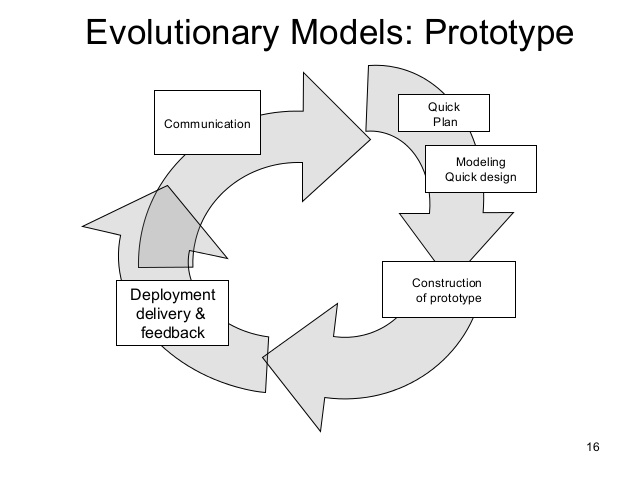 Evolutionary Models: Prototype
Communication
Quick
Plan
Modeling
Quick design
Construction
of prototype
Deployment
delivery &
feedback
16